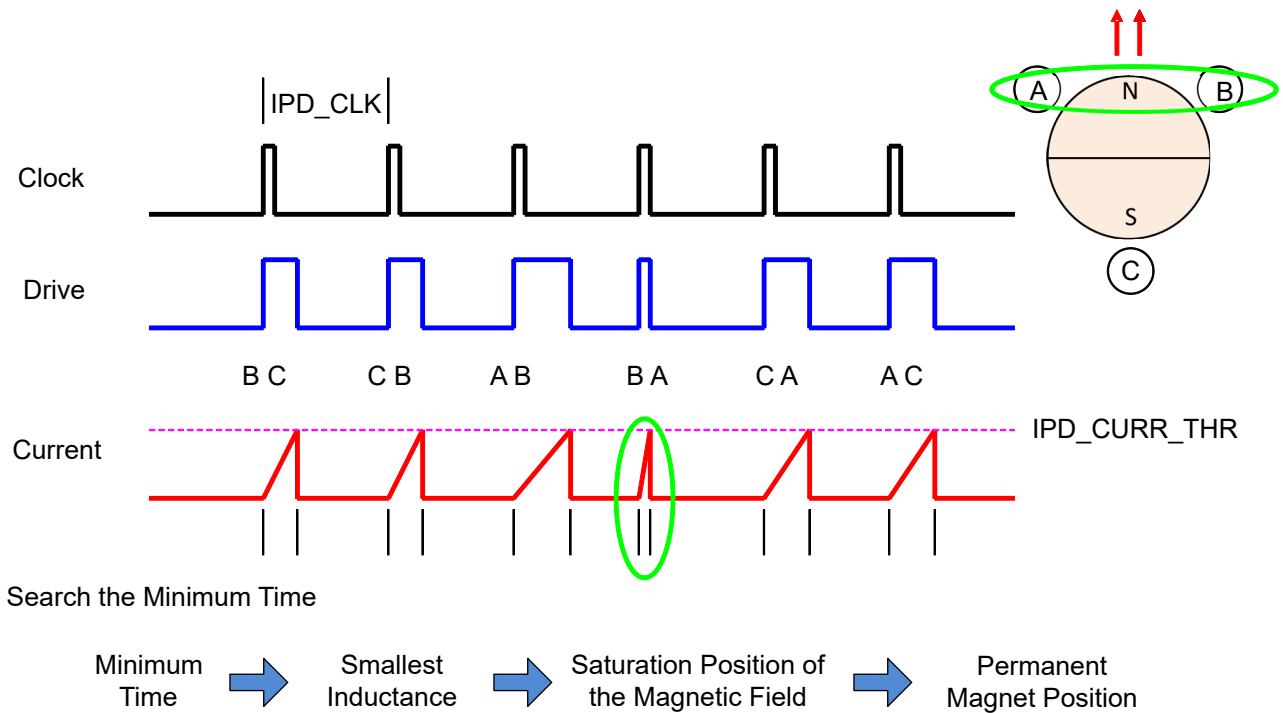 IPD_CLK
A
N
B
S
C
Clock
Drive
B C
C B
A B
B A
C A
A C
IPD_CURR_THR
Current
Search the Minimum Time
Minimum
Time
Smallest
Inductance
Saturation Position of
the Magnetic Field
Permanent
Magnet Position